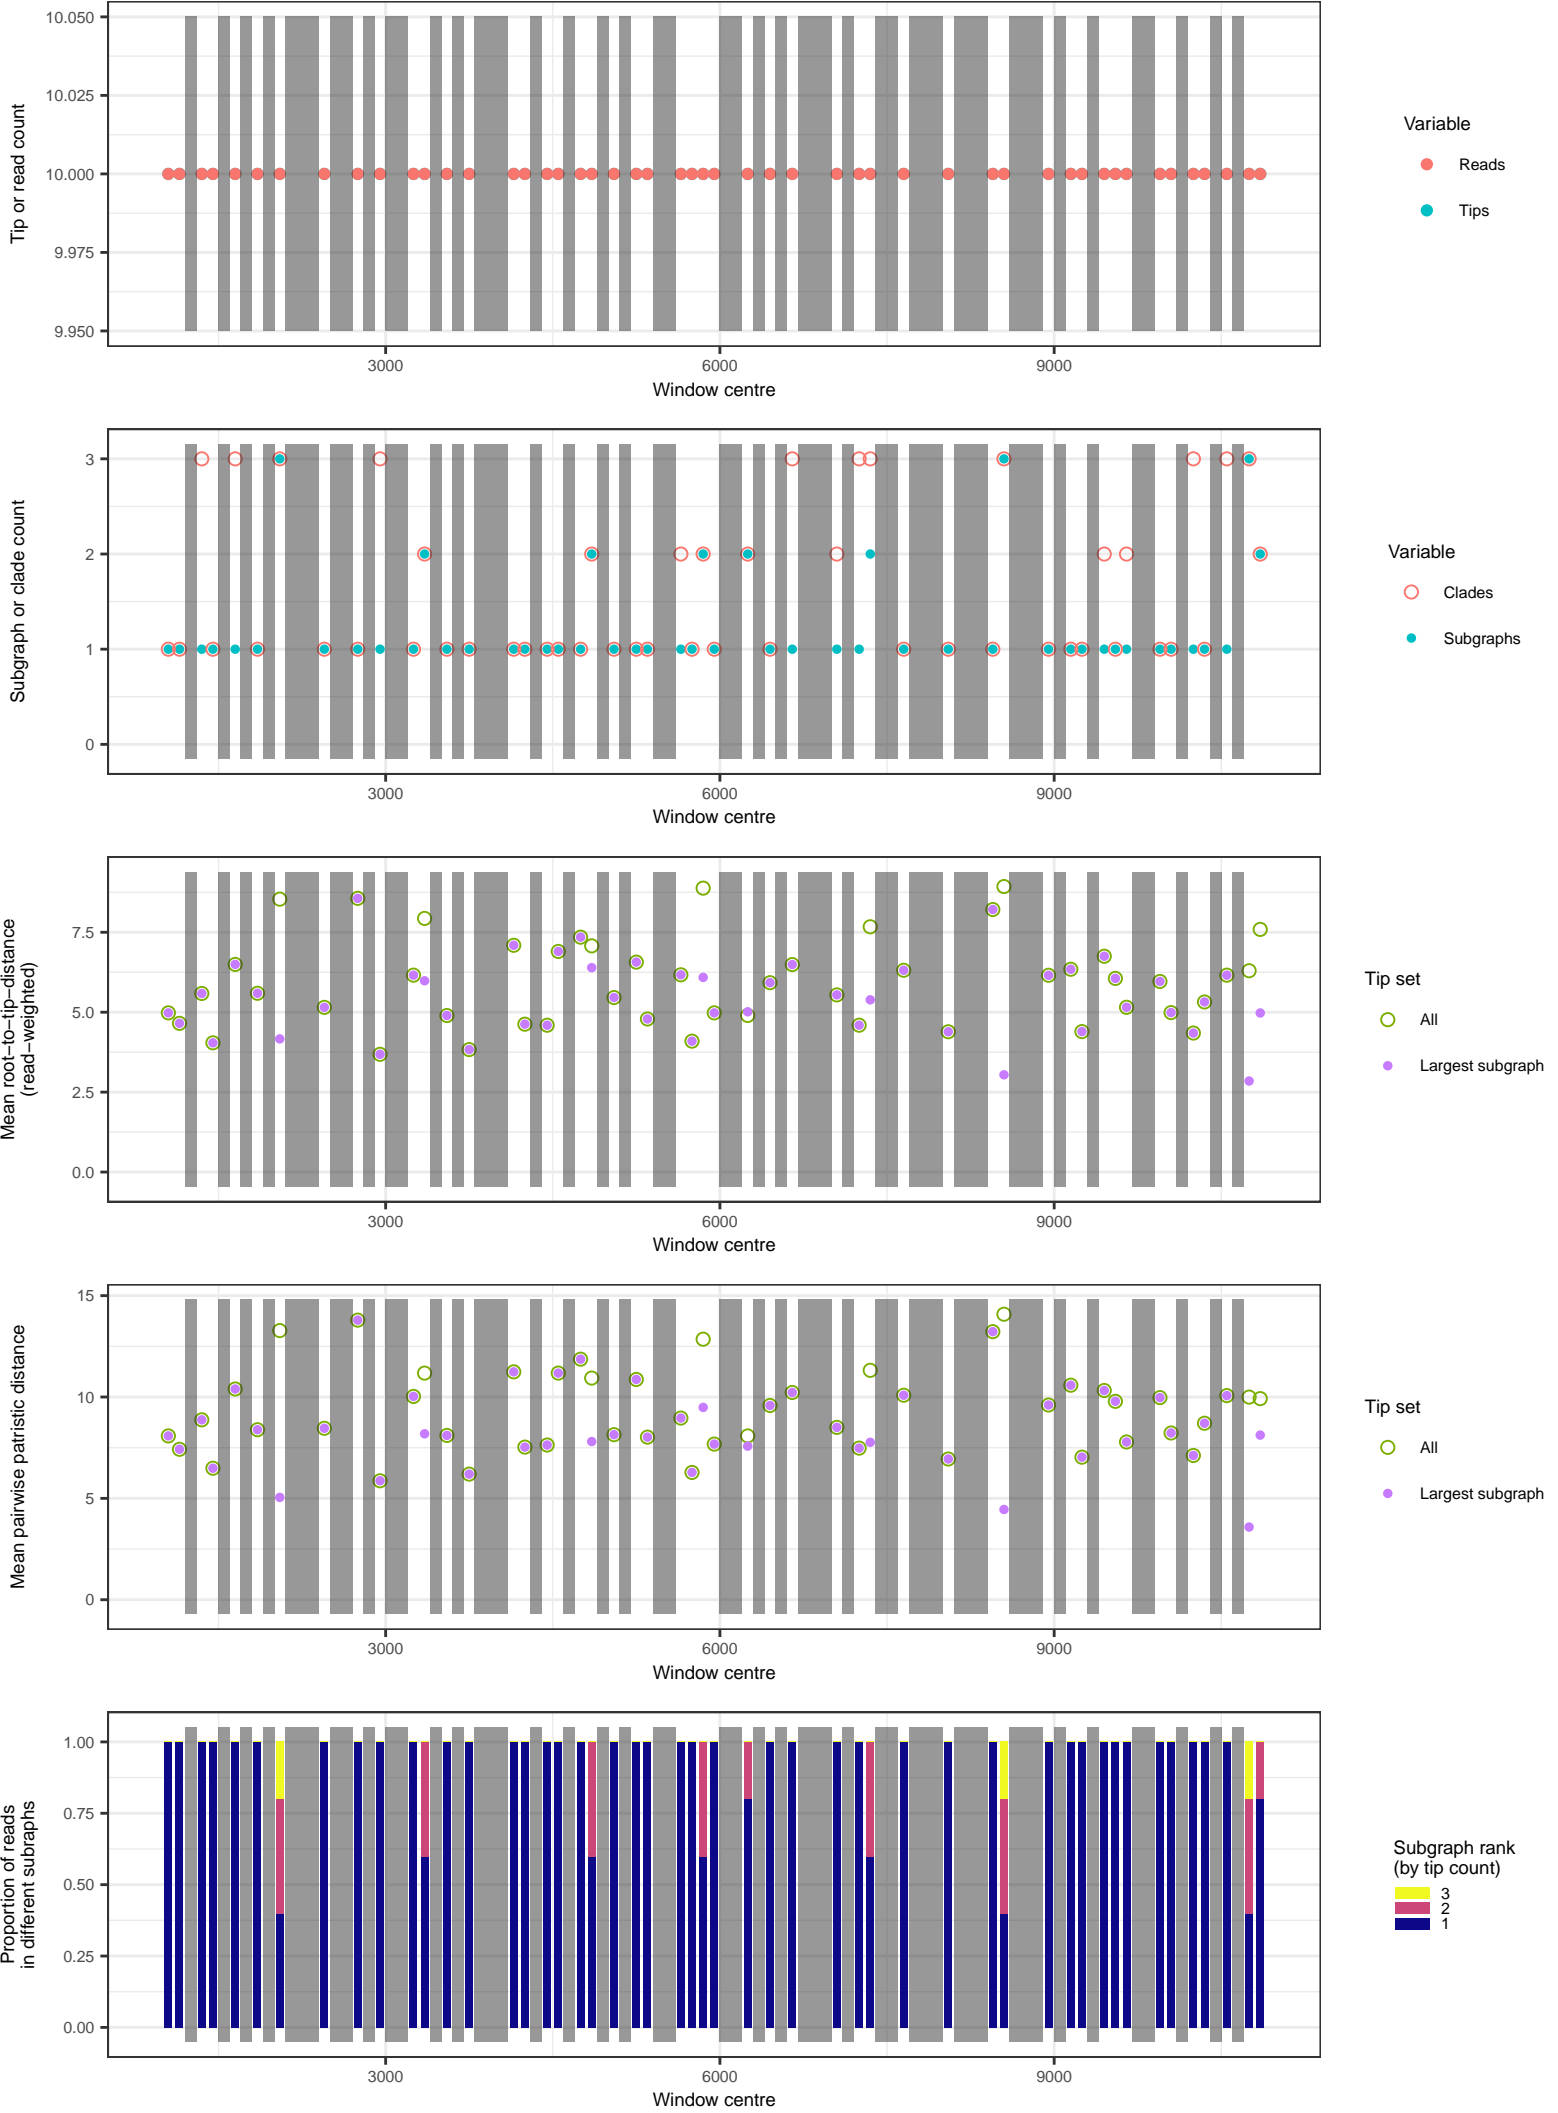 10.050
10.025
10.000
9.975
9.950
Tip or read count
3000
6000
9000
Window centre
Variable
Reads
Tips
3
2
1
0
Subgraph or clade count
3000
6000
9000
Window centre
Variable
Clades
Subgraphs
7.5
5.0
2.5
0.0
Mean root−to−tip−distance
(read−weighted)
3000
6000
9000
Window centre
Tip set
All
Largest subgraph
15
10
5
0
Mean pairwise patristic distance
3000
6000
9000
Window centre
Tip set
All
Largest subgraph
1.00
0.75
0.50
0.25
0.00
Proportion of reads
in different subraphs
3000
6000
9000
Window centre
Subgraph rank
(by tip count)
3
2
1